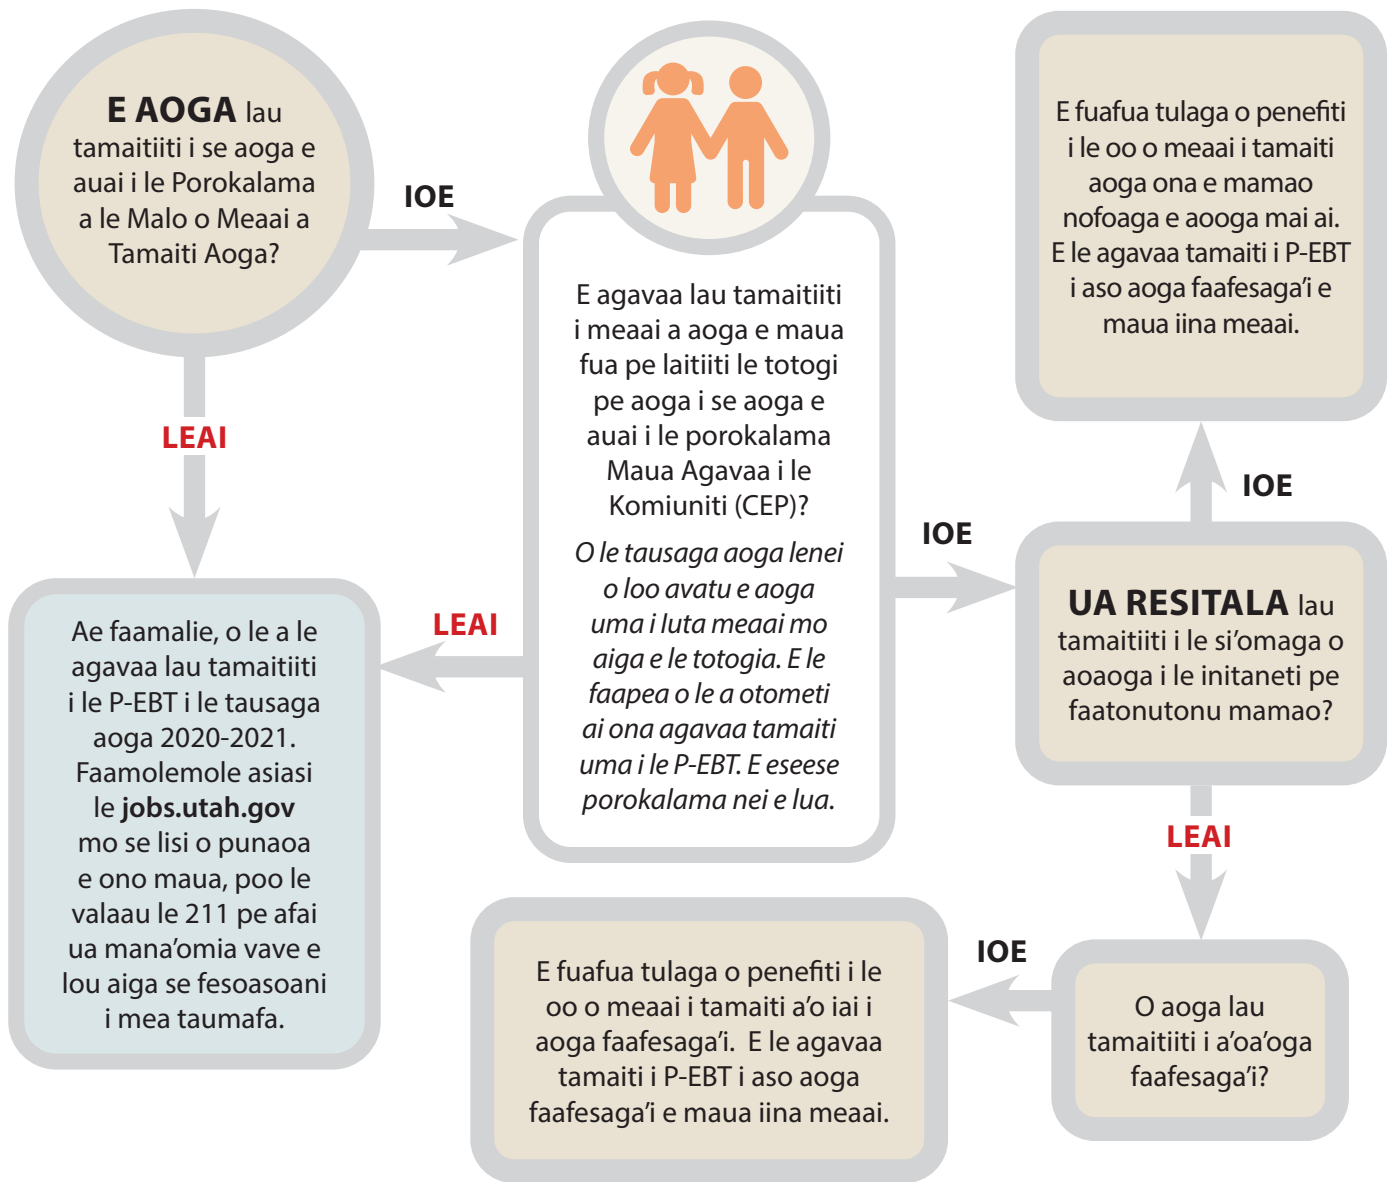 E AOGA lau
tamaitiiti i se aoga e
auai i le Porokalama
a le Malo o Meaai a
Tamaiti Aoga?
IOE
LEAI
E agavaa lau tamaitiiti
i meaai a aoga e maua
fua pe laitiiti le totogi
pe aoga i se aoga e
auai i le porokalama
Maua Agavaa i le
Komiuniti (CEP)?
O le tausaga aoga lenei
o loo avatu e aoga
uma i Iuta meaai mo
aiga e le totogia. E le
faapea o le a otometi
ai ona agavaa tamaiti
uma i le P-EBT. E eseese
porokalama nei e lua.
LEAI
Ae faamalie, o le a le
agavaa lau tamaitiiti
i le P-EBT i le tausaga
aoga 2020-2021.
Faamolemole asiasi
le jobs.utah.gov
mo se lisi o punaoa
e ono maua, poo le
valaau le 211 pe afai
ua mana'omia vave e
lou aiga se fesoasoani
i mea taumafa.
IOE
UA RESITALA lau
tamaitiiti i le si'omaga o
aoaoga i le initaneti pe
faatonutonu mamao?
IOE
E fuafua tulaga o penefiti
i le oo o meaai i tamaiti
aoga ona e mamao
nofoaga e aooga mai ai.
E le agavaa tamaiti i P-EBT
i aso aoga faafesaga'i e
maua iina meaai.
LEAI
O aoga lau
tamaitiiti i a'oa'oga
faafesaga'i?
IOE
E fuafua tulaga o penefiti i le
oo o meaai i tamaiti a'o iai i
aoga faafesaga'i. E le agavaa
tamaiti i P-EBT i aso aoga
faafesaga'i e maua iina meaai.